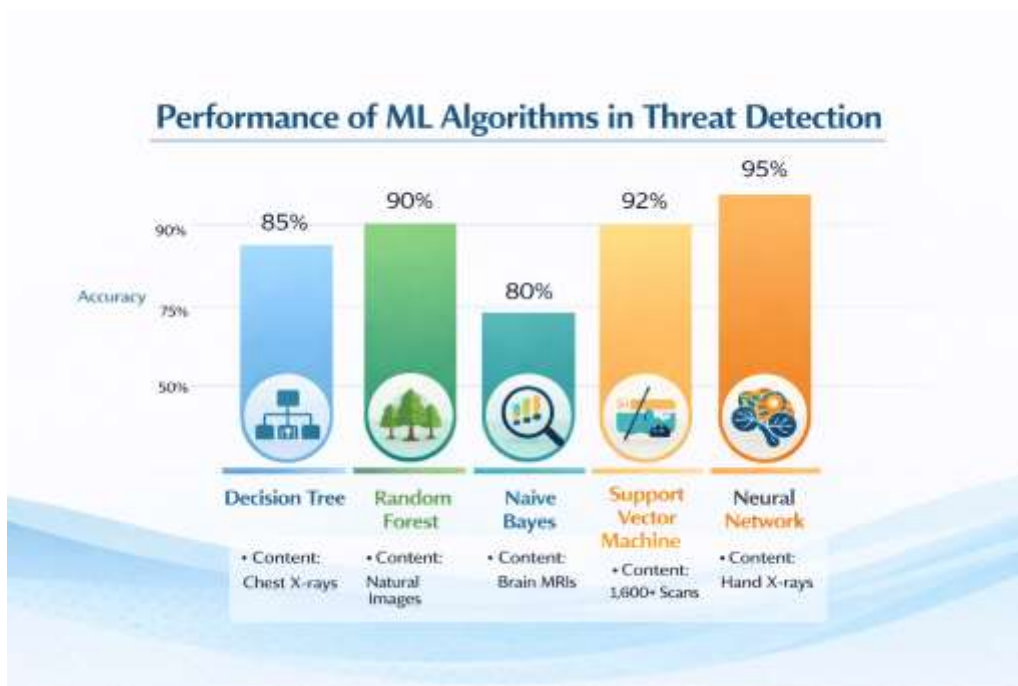 Performance of ML Algorithms in Threat Detection
95%
90%
92%
85%
80%
90%
75%
50%
Accuracy
Decision Tree
Random
Forest
Naive
Bayes
Support
Vector
Machine
Neural
Network
• Content:
Chest X-rays
• Content:
Natural
Images
• Content:
Brain MRIs
• Content:
1,600+ Scans
• Content:
Hand X-rays